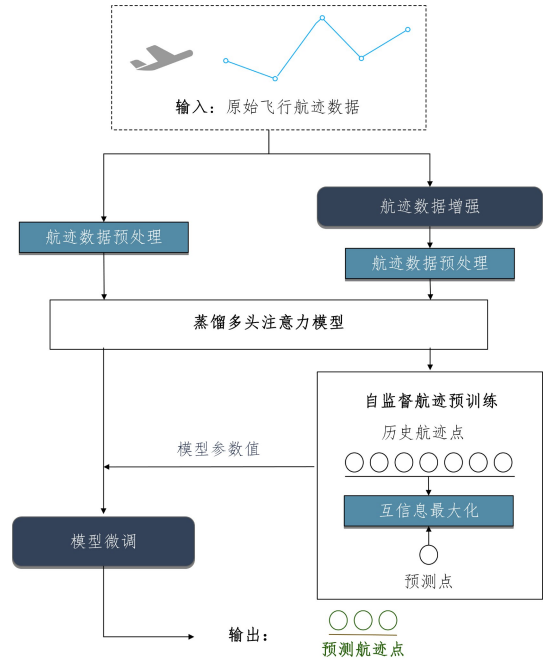 输入：原始飞行航迹数据
航迹数据增强
航迹数据预处理
航迹数据预处理
蒸馏多头注意力模型
自监督航迹预训练
历史航迹点
模型参数值
互信息最大化
模型微调
预测点
输出：
预测航迹点